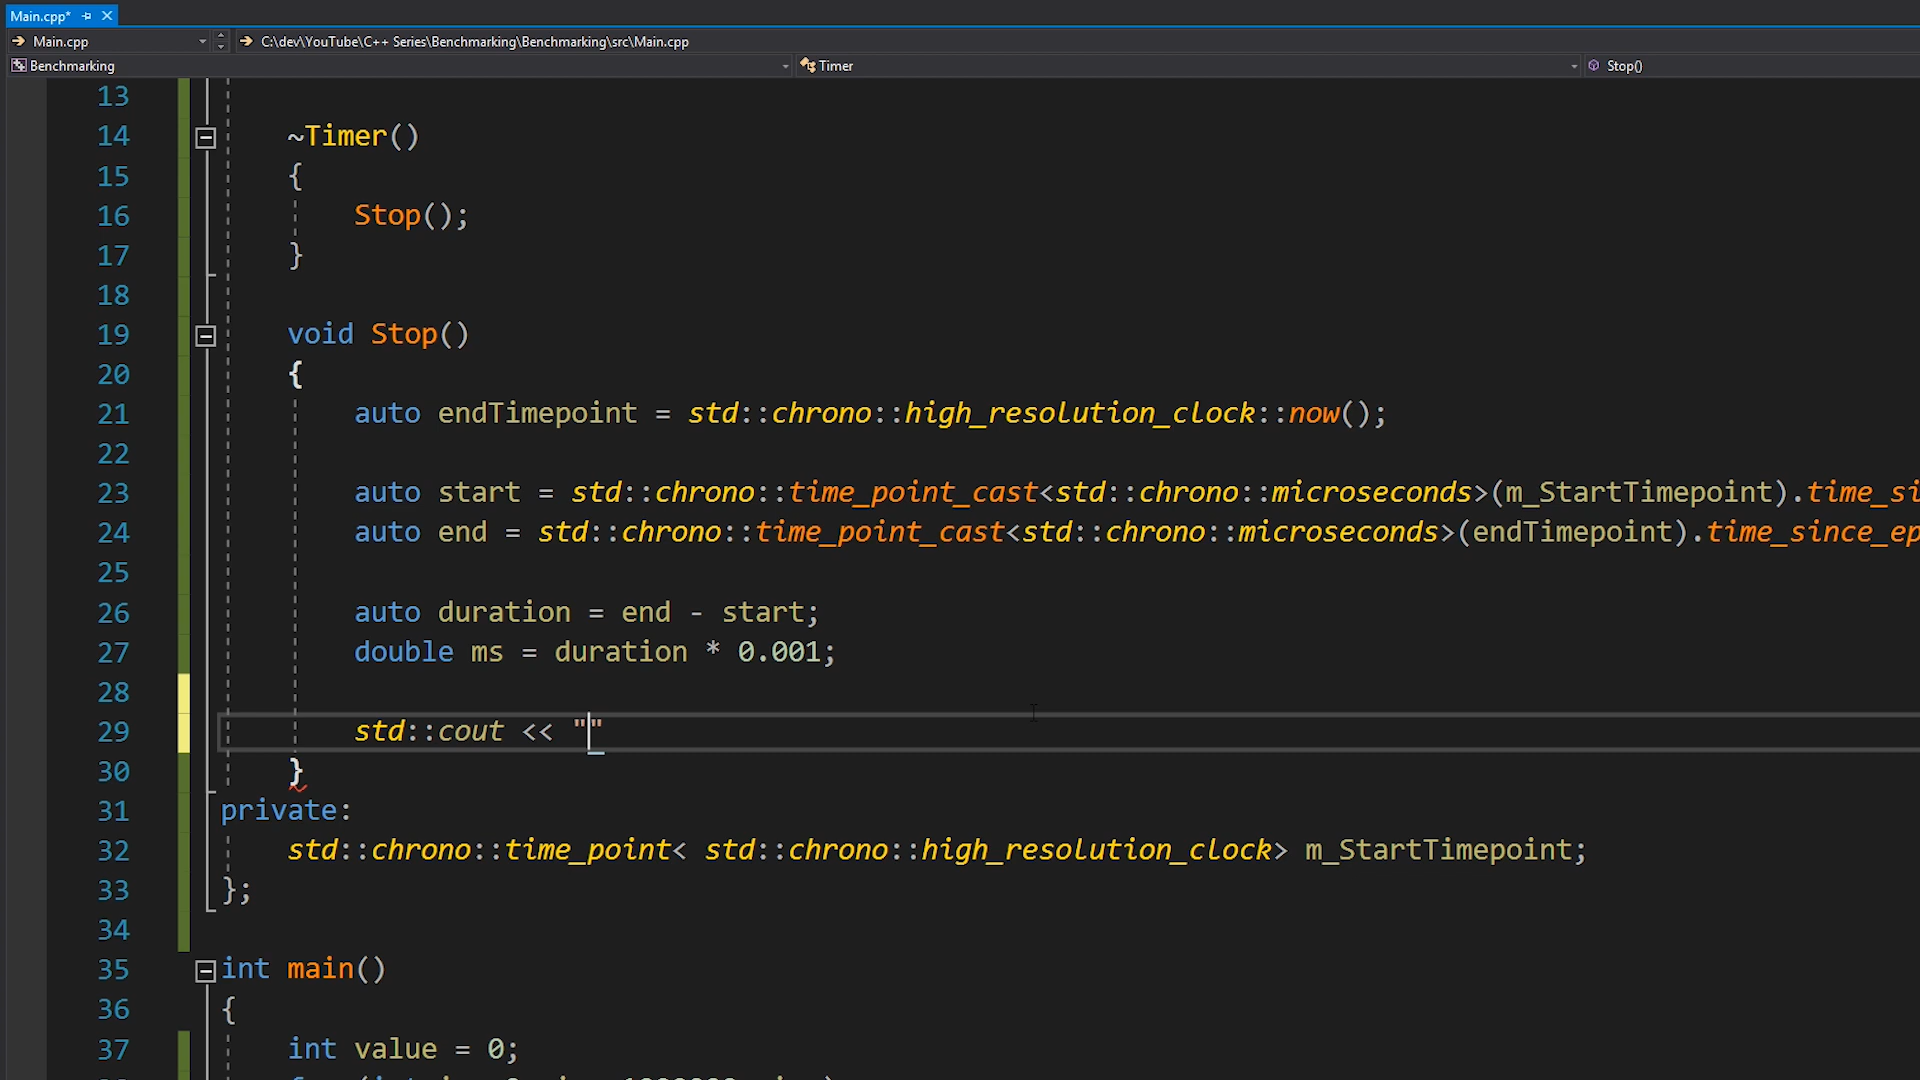 Main.cpp*
Main.cpp C:\dev\YouTube\C++ Series\Benchmarking\Benchmarking\src\Main.cpp
Benchmarking Timer Stop()
13
14 ~Timer()
15 {
16 Stop();
17 }
18
19 void Stop()
20 {
21 auto endTimepoint = std::chrono::high_resolution_clock::now();
22
23 auto start = std::chrono::time_point_cast<std::chrono::microseconds>(m_StartTimepoint).time_si
24 auto end = std::chrono::time_point_cast<std::chrono::microseconds>(endTimepoint).time_since_ep
25
26 auto duration = end - start;
27 double ms = duration * 0.001;
28
29 std::cout << ""
30 }
31 private:
32 std::chrono::time_point< std::chrono::high_resolution_clock> m_StartTimepoint;
33 };
34
35 int main()
36 {
37 int value = 0;